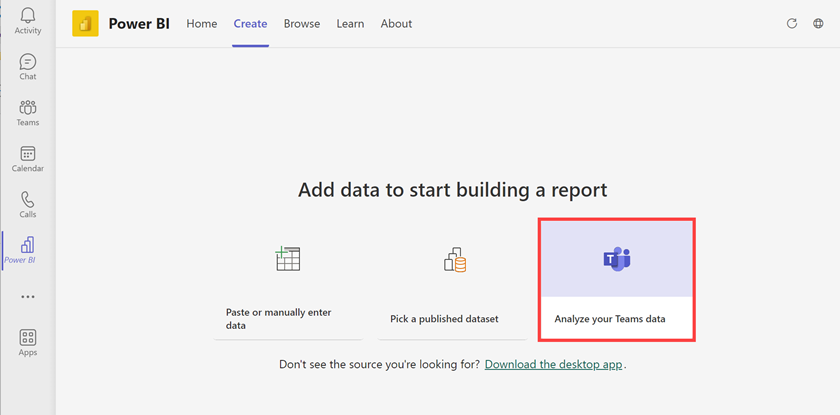 Activity
Chat
Teams
Calendar
Calls
Power BI
Apps
Power BI Home Create Browse Learn About
Add data to start building a report
Paste or manually enter
data
Pick a published dataset
T
Analyze your Teams data
Don't see the source you're looking for? Download the desktop app.